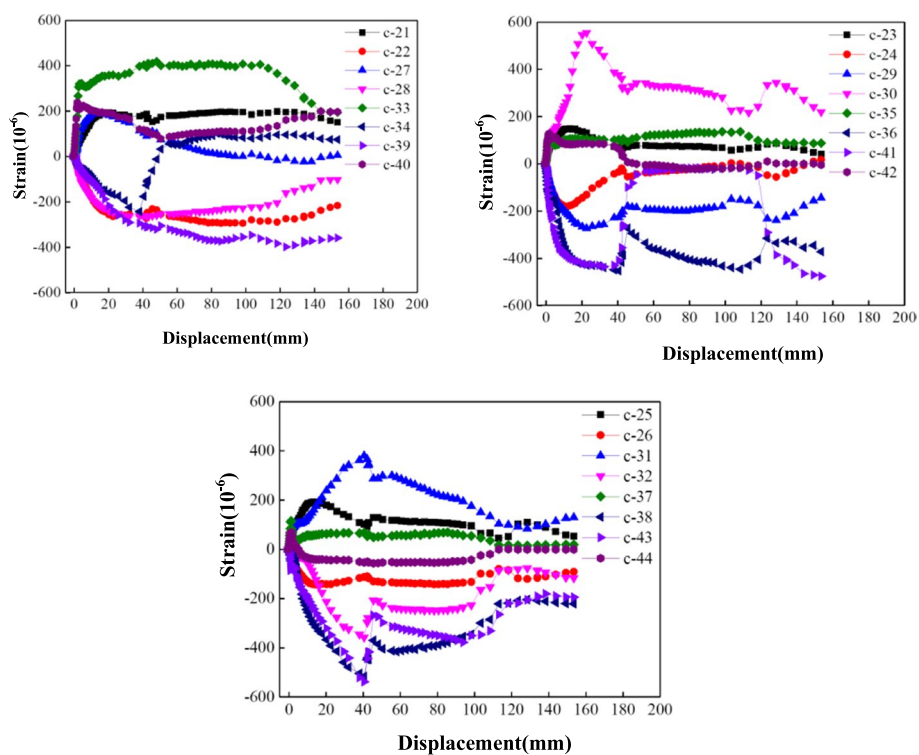 600
400
200
0
-200
-400
-600
Strain(10⁻⁶)
0 20 40 60 80 100 120 140 160 180 200
Displacement(mm)
c-21
c-22
c-27
c-28
c-33
c-34
c-39
c-40
600
400
200
0
-200
-400
-600
Strain(10⁻⁶)
0 20 40 60 80 100 120 140 160 180 200
Displacement(mm)
c-23
c-24
c-29
c-30
c-35
c-36
c-41
c-42
600
400
200
0
-200
-400
-600
Strain(10⁻⁶)
0 20 40 60 80 100 120 140 160 180 200
Displacement(mm)
c-25
c-26
c-31
c-32
c-37
c-38
c-43
c-44